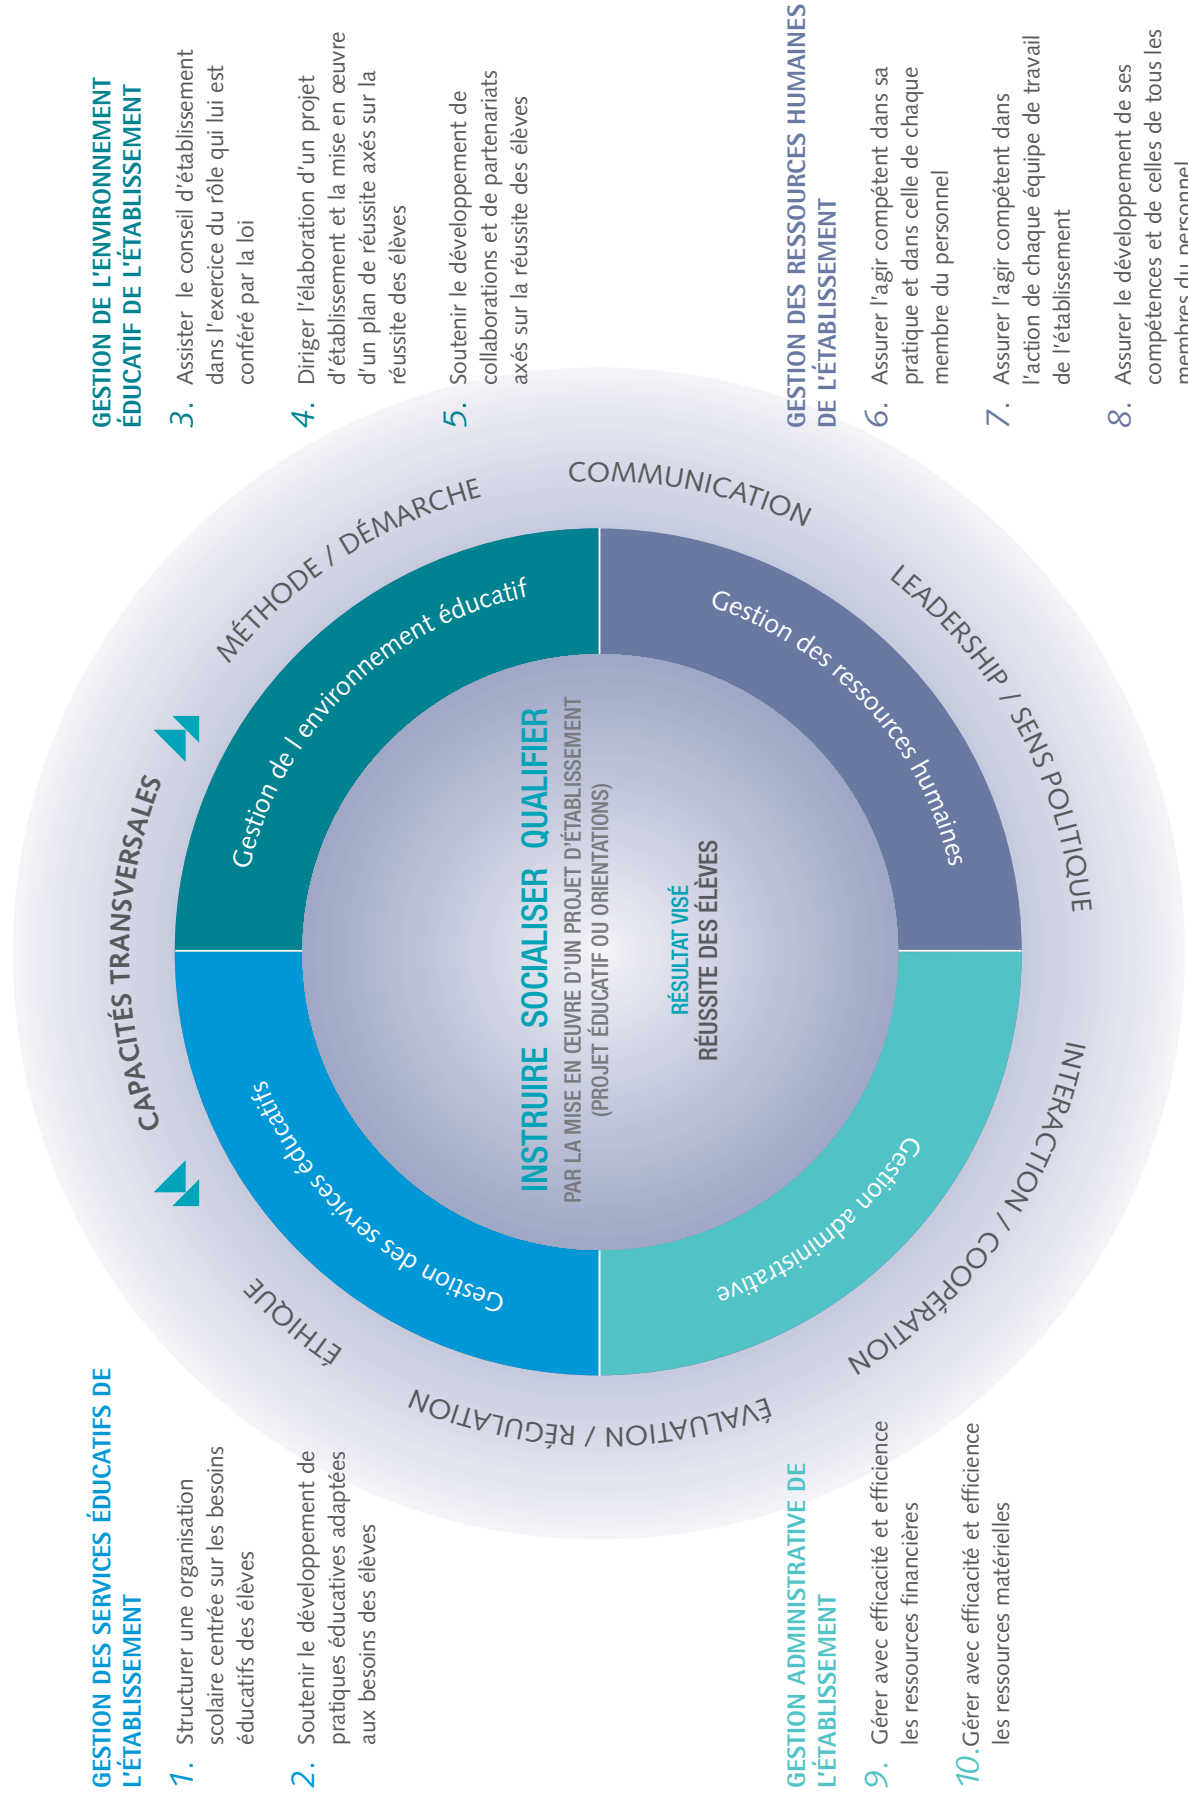 GESTION DES SERVICES ÉDUCATIFS DE
L'ÉTABLISSEMENT
1. Structurer une organisation
scolaire centrée sur les besoins
éducatifs des élèves
2. Soutenir le développement de
pratiques éducatives adaptées
aux besoins des élèves
GESTION DE L'ENVIRONNEMENT
ÉDUCATIF DE L'ÉTABLISSEMENT
3. Assister le conseil d'établissement
dans l'exercice du rôle qui lui est
conféré par la loi
4. Diriger l'élaboration d'un projet
d'établissement et la mise en œuvre
d'un plan de réussite axés sur la
réussite des élèves
5. Soutenir le développement de
collaborations et de partenariats
axés sur la réussite des élèves
CAPACITÉS TRANSVERSALES
ÉTHIQUE
MÉTHODE / DÉMARCHE
COMMUNICATION
LEADERSHIP / SENS POLITIQUE
INTERACTION / COOPÉRATION
ÉVALUATION / RÉGULATION
Gestion des services éducatifs
Gestion de l environnement éducatif
Gestion des ressources humaines
Gestion administrative
INSTRUIRE SOCIALISER QUALIFIER
PAR LA MISE EN ŒUVRE D'UN PROJET D'ÉTABLISSEMENT
(PROJET ÉDUCATIF OU ORIENTATIONS)
RÉSULTAT VISÉ
RÉUSSITE DES ÉLÈVES
GESTION ADMINISTRATIVE DE
L'ÉTABLISSEMENT
9. Gérer avec efficacité et efficience
les ressources financières
10. Gérer avec efficacité et efficience
les ressources matérielles
GESTION DES RESSOURCES HUMAINES
DE L'ÉTABLISSEMENT
6. Assurer l'agir compétent dans sa
pratique et dans celle de chaque
membre du personnel
7. Assurer l'agir compétent dans
l'action de chaque équipe de travail
de l'établissement
8. Assurer le développement de ses
compétences et de celles de tous les
membres du personnel